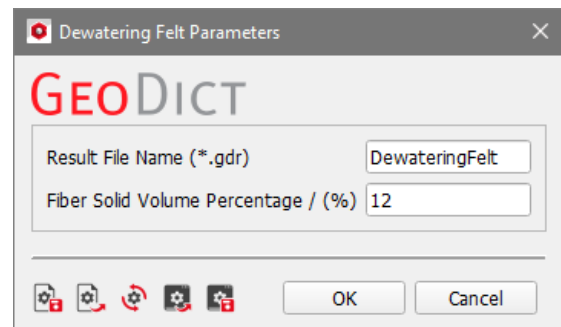 Dewatering Felt Parameters
GEODICT
Result File Name (*.gdr) DewateringFelt
Fiber Solid Volume Percentage / (%) 12
OK Cancel